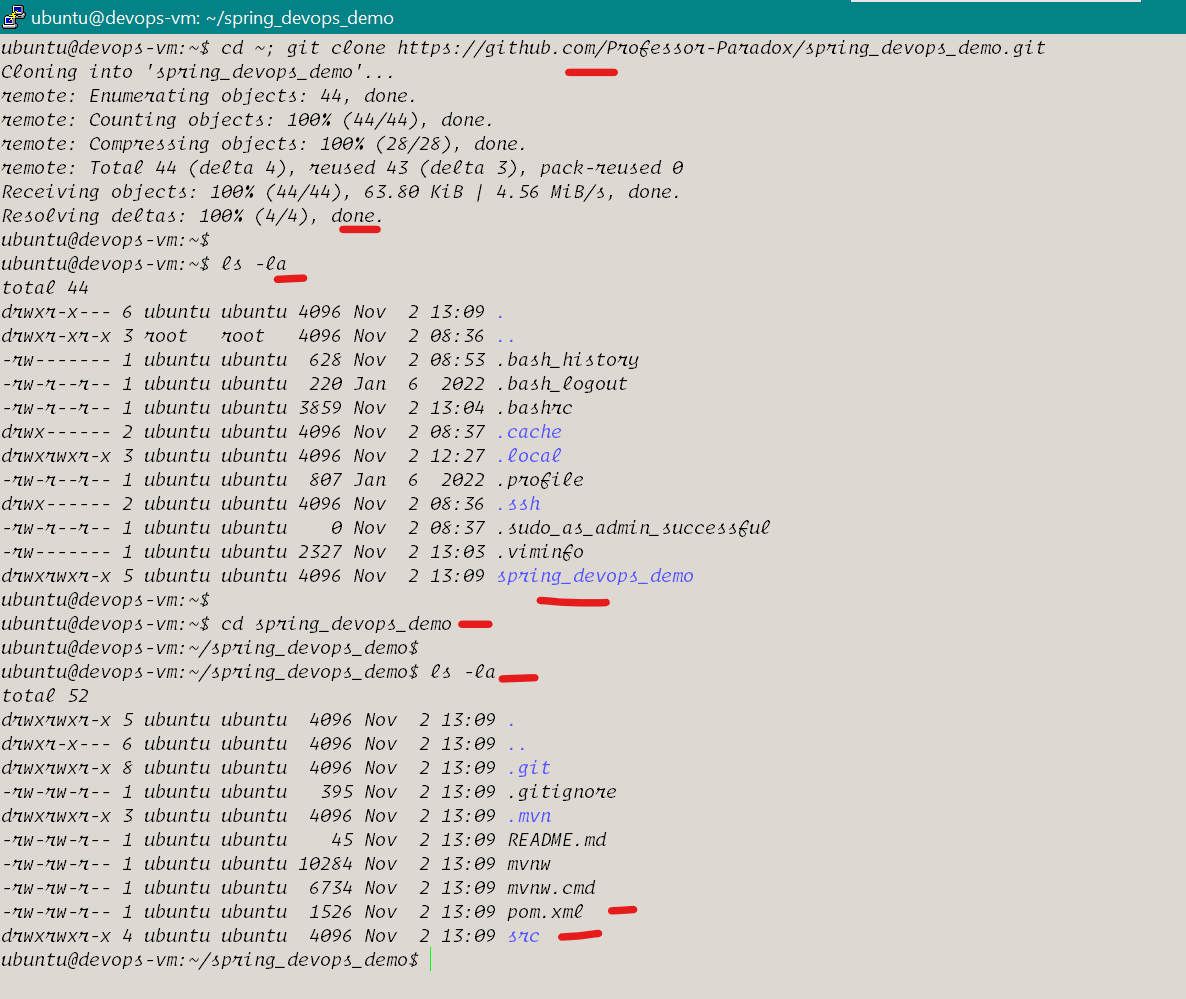 ubuntu@devops-vm: ~/spring_devops_demo
ubuntu@devops-vm:~$ cd ~; git clone https://github.com/Professor-Paradox/spring_devops_demo.git
Cloning into 'spring_devops_demo'...
remote: Enumerating objects: 44, done.
remote: Counting objects: 100% (44/44), done.
remote: Compressing objects: 100% (28/28), done.
remote: Total 44 (delta 4), reused 43 (delta 3), pack-reused 0
Receiving objects: 100% (44/44), 63.80 KiB | 4.56 MiB/s, done.
Resolving deltas: 100% (4/4), done.
ubuntu@devops-vm:~$
ubuntu@devops-vm:~$ ls -la
total 44
drwxr-x--- 6 ubuntu ubuntu 4096 Nov  2 13:09 .
drwxr-xr-x 3 root   root   4096 Nov  2 08:36 ..
-rw------- 1 ubuntu ubuntu  628 Nov  2 08:53 .bash_history
-rw-r--r-- 1 ubuntu ubuntu  220 Jan  6  2022 .bash_logout
-rw-r--r-- 1 ubuntu ubuntu 3859 Nov  2 13:04 .bashrc
drwx------ 2 ubuntu ubuntu 4096 Nov  2 08:37 .cache
drwxrwxr-x 3 ubuntu ubuntu 4096 Nov  2 12:27 .local
-rw-r--r-- 1 ubuntu ubuntu  807 Jan  6  2022 .profile
drwx------ 2 ubuntu ubuntu 4096 Nov  2 08:36 .ssh
-rw-r--r-- 1 ubuntu ubuntu    0 Nov  2 08:37 .sudo_as_admin_successful
-rw------- 1 ubuntu ubuntu 2327 Nov  2 13:03 .viminfo
drwxrwxr-x 5 ubuntu ubuntu 4096 Nov  2 13:09 spring_devops_demo
ubuntu@devops-vm:~$
ubuntu@devops-vm:~$ cd spring_devops_demo
ubuntu@devops-vm:~/spring_devops_demo$
ubuntu@devops-vm:~/spring_devops_demo$ ls -la
total 52
drwxrwxr-x 5 ubuntu ubuntu  4096 Nov  2 13:09 .
drwxr-x--- 6 ubuntu ubuntu  4096 Nov  2 13:09 ..
drwxrwxr-x 8 ubuntu ubuntu  4096 Nov  2 13:09 .git
-rw-rw-r-- 1 ubuntu ubuntu   395 Nov  2 13:09 .gitignore
drwxrwxr-x 3 ubuntu ubuntu  4096 Nov  2 13:09 .mvn
-rw-rw-r-- 1 ubuntu ubuntu    45 Nov  2 13:09 README.md
-rw-rw-r-- 1 ubuntu ubuntu 10284 Nov  2 13:09 mvnw
-rw-rw-r-- 1 ubuntu ubuntu  6734 Nov  2 13:09 mvnw.cmd
-rw-rw-r-- 1 ubuntu ubuntu  1526 Nov  2 13:09 pom.xml
drwxrwxr-x 4 ubuntu ubuntu  4096 Nov  2 13:09 src
ubuntu@devops-vm:~/spring_devops_demo$